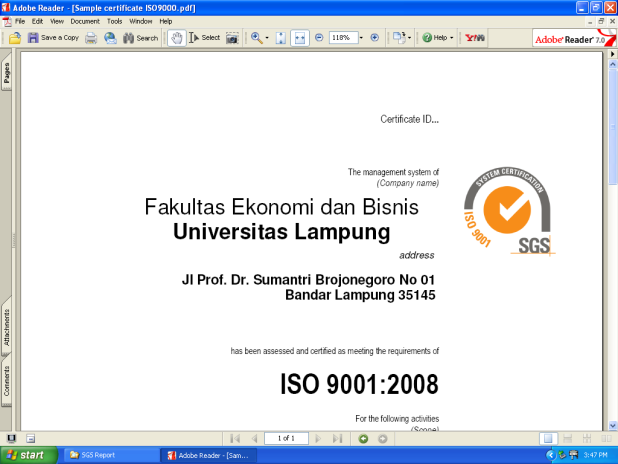 Adobe Reader - [Sample certificate ISO9000.pdf]
File Edit View Document Tools Window Help
Save a Copy Search Select 118% Help Y! Adobe Reader 7.0
Pages
Certificate ID...
The management system of
(Company name)
Fakultas Ekonomi dan Bisnis
Universitas Lampung
address
Jl Prof. Dr. Sumantri Brojonegoro No 01
Bandar Lampung 35145
SYSTEM CERTIFICATION
ISO 9001
SGS
has been assessed and certified as meeting the requirements of
ISO 9001:2008
For the following activities
(Scope)
Attachments
Comments
1 of 1
start SGS Report Adobe Reader - [Sam... 3:47 PM